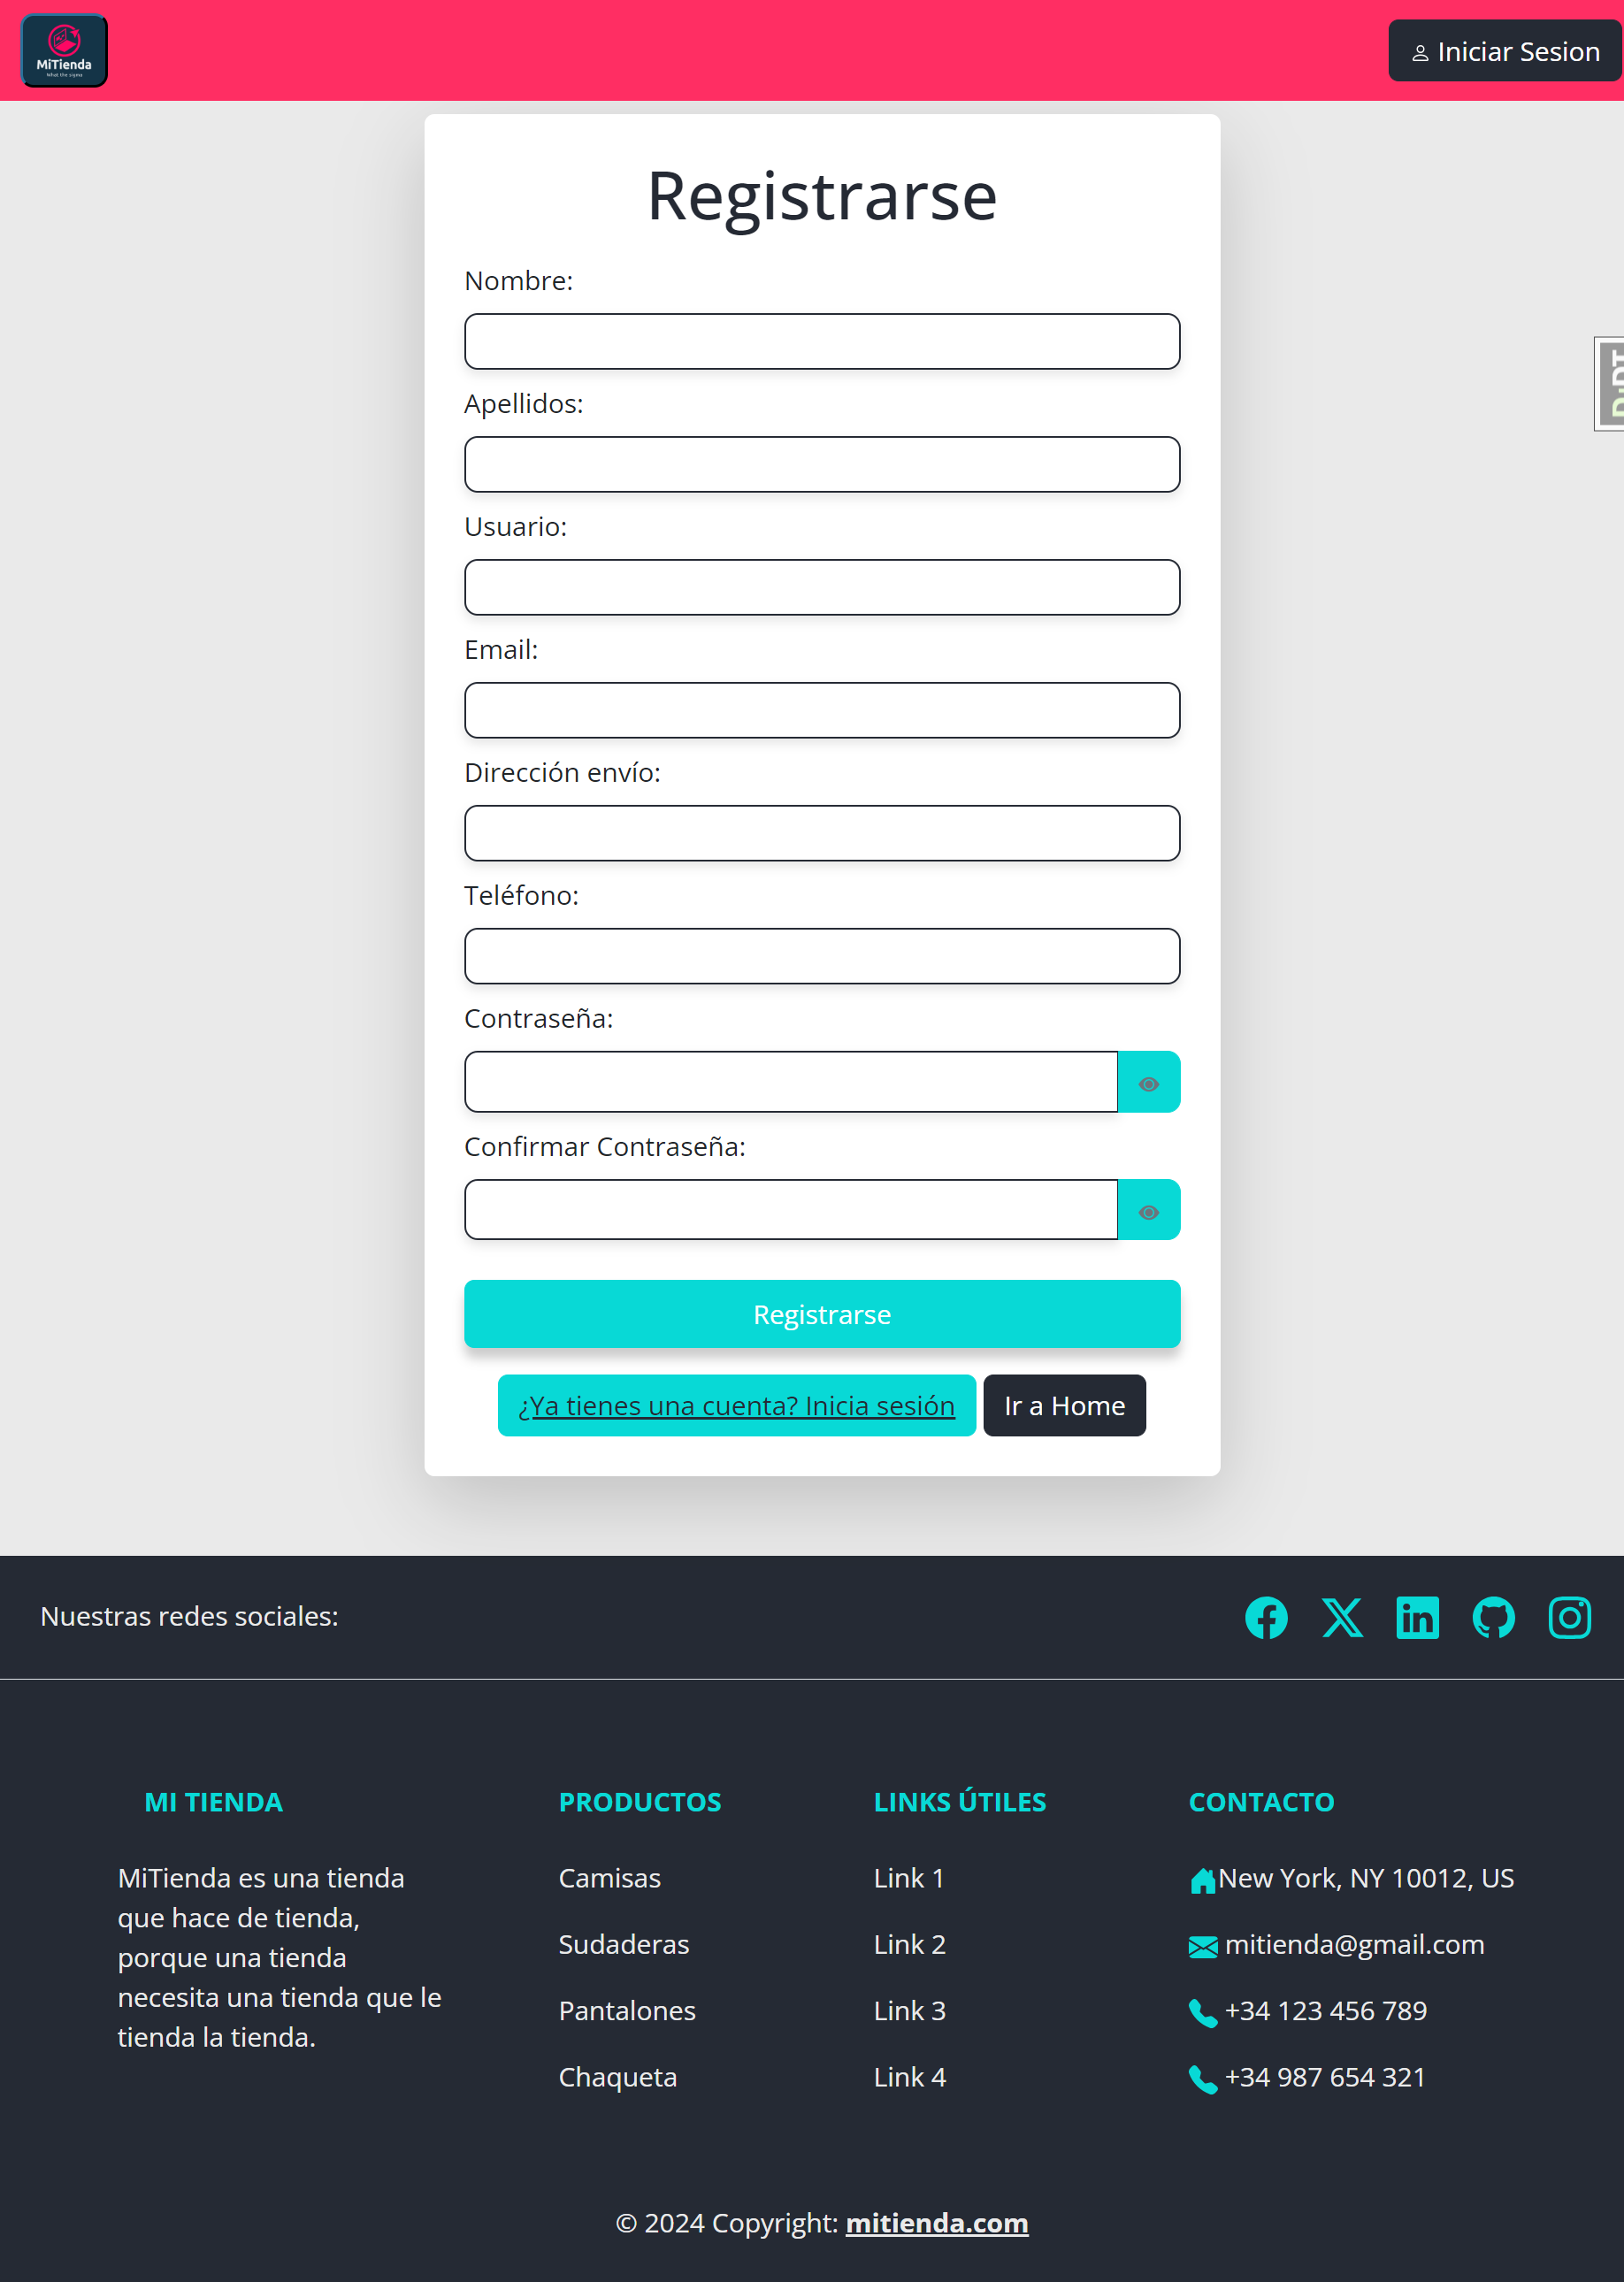 MiTienda
What the sigma
Iniciar Sesion
Registrarse
Nombre:
Apellidos:
Usuario:
Email:
Dirección envío:
Teléfono:
Contraseña:
Confirmar Contraseña:
Registrarse
¿Ya tienes una cuenta? Inicia sesión
Ir a Home
Nuestras redes sociales:
MI TIENDA
MiTienda es una tienda
que hace de tienda,
porque una tienda
necesita una tienda que le
tienda la tienda.
PRODUCTOS
Camisas
Sudaderas
Pantalones
Chaqueta
LINKS ÚTILES
Link 1
Link 2
Link 3
Link 4
CONTACTO
New York, NY 10012, US
mitienda@gmail.com
+34 123 456 789
+34 987 654 321
© 2024 Copyright: mitienda.com